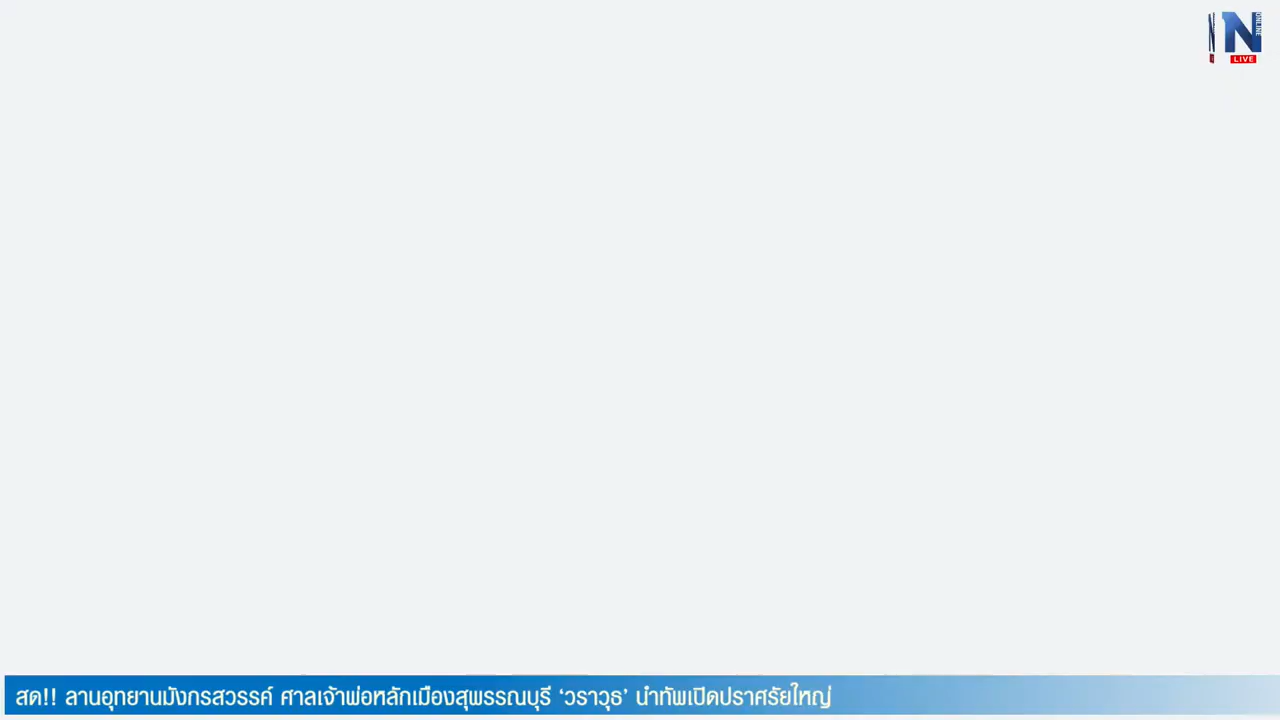 N
ONLINE
LIVE
สด!! ลานอุทยานมังกรสวรรค์ ศาลเจ้าพ่อหลักเมืองสุพรรณบุรี ‘วราวุธ’ นำทัพเปิดปราศรัยใหญ่